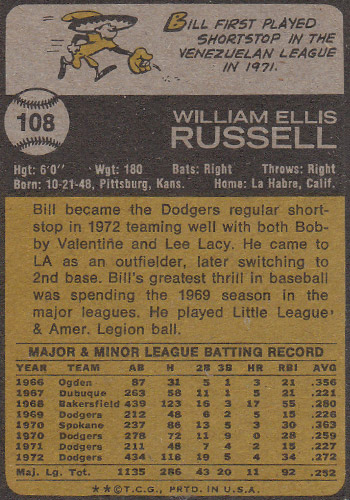 BILL FIRST PLAYED
SHORTSTOP IN THE
VENEZUELAN LEAGUE
IN 1971.
108
WILLIAM ELLIS
RUSSELL
Hgt: 6'0" Wgt: 180 Bats: Right Throws: Right
Born: 10-21-48, Pittsburg, Kans. Home: La Habre, Calif.
Bill became the Dodgers regular short-
stop in 1972 teaming well with both Bob-
by Valentine and Lee Lacy. He came to
LA as an outfielder, later switching to
2nd base. Bill's greatest thrill in baseball
was spending the 1969 season in the
major leagues. He played Little League
& Amer. Legion ball.
MAJOR & MINOR LEAGUE BATTING RECORD
YEAR TEAM AB H 2B 3B HR RBI AVG
1966 Ogden 87 31 5 1 3 21 .356
1967 Dubuque 263 58 11 1 5 21 .221
1968 Bakersfield 439 123 16 3 17 55 .280
1969 Dodgers 212 48 6 2 5 15 .226
1970 Spokane 237 86 13 9 3 30 .363
1970 Dodgers 278 72 11 9 0 28 .259
1971 Dodgers 211 48 7 4 2 15 .227
1972 Dodgers 434 118 19 5 4 34 .272
Maj. Lg. Tot. 1135 286 43 20 11 92 .252
**© T.C.G., PRTD. IN U.S.A.